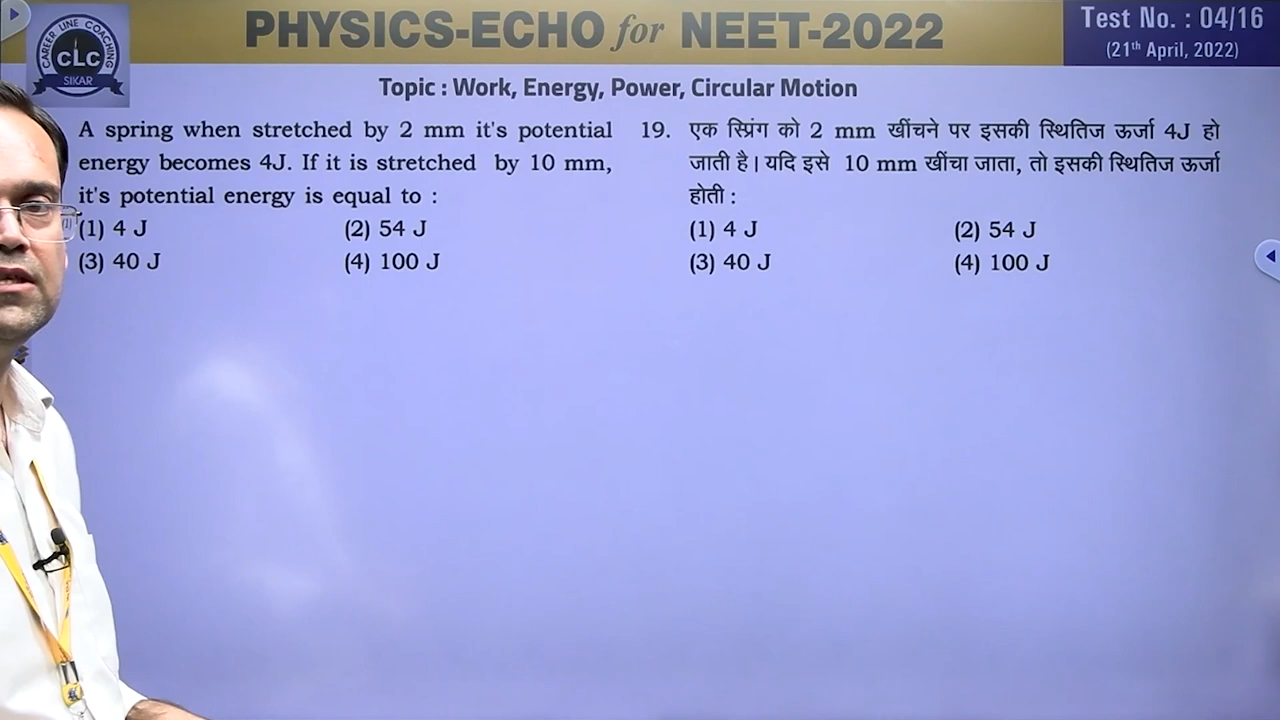 PHYSICS-ECHO for NEET-2022
Test No. : 04/16
(21th April, 2022)
CAREER LINE COACHING
CLC
SIKAR
Topic : Work, Energy, Power, Circular Motion
A spring when stretched by 2 mm it's potential
energy becomes 4J. If it is stretched by 10 mm,
it's potential energy is equal to :
(1) 4 J (2) 54 J
(3) 40 J (4) 100 J
19. एक स्प्रिंग को 2 mm खींचने पर इसकी स्थितिज ऊर्जा 4J हो
जाती है। यदि इसे 10 mm खींचा जाता, तो इसकी स्थितिज ऊर्जा
होती :
(1) 4 J (2) 54 J
(3) 40 J (4) 100 J